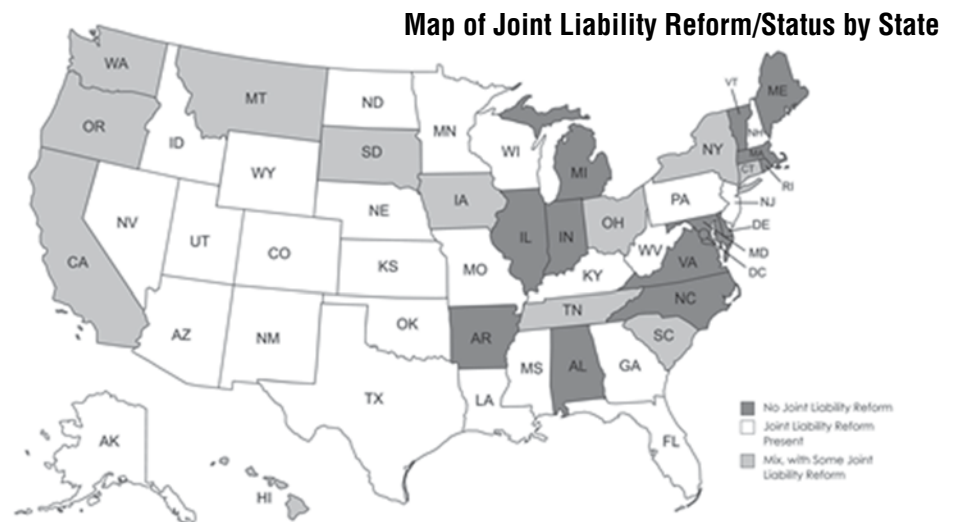 Map of Joint Liability Reform/Status by State
WA
MT
ND
MN
VT
ME
OR
ID
SD
WI
NH
NY
MA
WY
MI
CT
RI
IA
PA
NJ
NE
NV
OH
DE
UT
IL
IN
CO
WV
MD
CA
KS
MO
VA
DC
KY
NC
TN
AZ
NM
OK
AR
SC
MS
AL
GA
TX
LA
No Joint Liability Reform
Joint Liability Reform
Present
Mix, with Some Joint
Liability Reform
AK
FL
HI